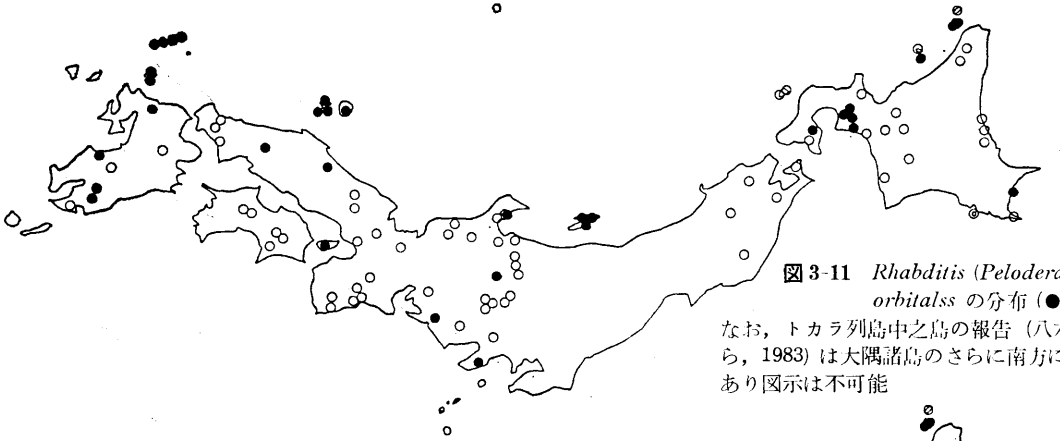 図 3-11 Rhabditis (Peloder
orbitalss の分布 (●
なお，トカラ列島中之島の報告 (八
ら，1983) は大隅諸島のさらに南方に
あり図示は不可能